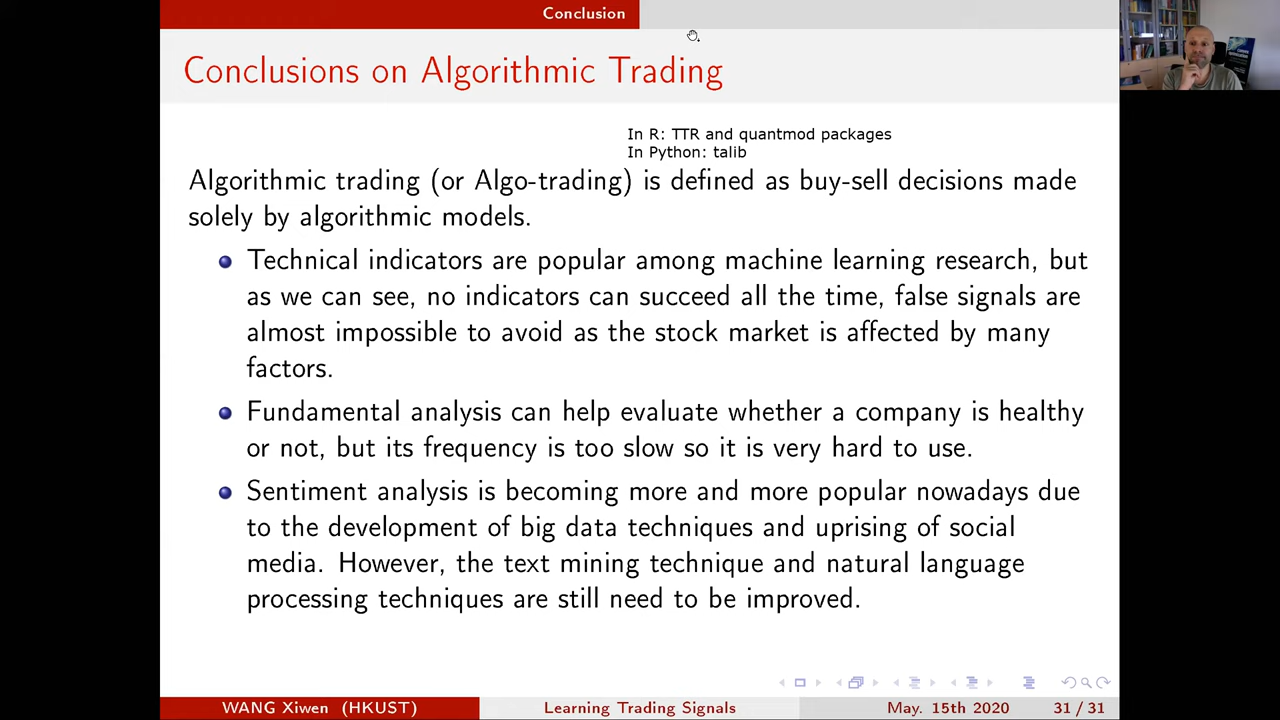 Conclusion
Conclusions on Algorithmic Trading
In R: TTR and quantmod packages
In Python: talib
Algorithmic trading (or Algo-trading) is defined as buy-sell decisions made
solely by algorithmic models.
Technical indicators are popular among machine learning research, but
as we can see, no indicators can succeed all the time, false signals are
almost impossible to avoid as the stock market is affected by many
factors.
Fundamental analysis can help evaluate whether a company is healthy
or not, but its frequency is too slow so it is very hard to use.
Sentiment analysis is becoming more and more popular nowadays due
to the development of big data techniques and uprising of social
media. However, the text mining technique and natural language
processing techniques are still need to be improved.
WANG Xiwen (HKUST) Learning Trading Signals May. 15th 2020 31 / 31